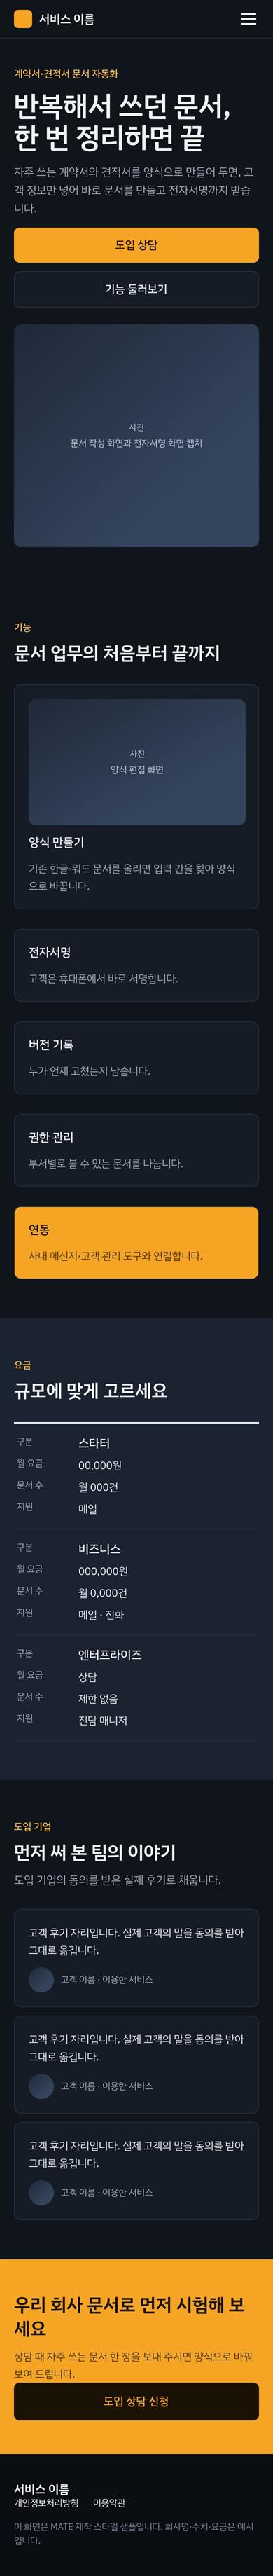 서비스 이름
계약서·견적서 문서 자동화
반복해서 쓰던 문서,
한 번 정리하면 끝
자주 쓰는 계약서와 견적서를 양식으로 만들어 두면, 고
객 정보만 넣어 바로 문서를 만들고 전자서명까지 받습
니다.
도입 상담
기능 둘러보기
사진
문서 작성 화면과 전자서명 화면 캡처
기능
문서 업무의 처음부터 끝까지
사진
양식 편집 화면
양식 만들기
기존 한글·워드 문서를 올리면 입력 칸을 찾아 양식
으로 바꿉니다.
전자서명
고객은 휴대폰에서 바로 서명합니다.
버전 기록
누가 언제 고쳤는지 남습니다.
권한 관리
부서별로 볼 수 있는 문서를 나눕니다.
연동
사내 메신저·고객 관리 도구와 연결합니다.
요금
규모에 맞게 고르세요
구분 스타터
월 요금 00,000원
문서 수 월 000건
지원 메일
구분 비즈니스
월 요금 000,000원
문서 수 월 0,000건
지원 메일 · 전화
구분 엔터프라이즈
월 요금 상담
문서 수 제한 없음
지원 전담 매니저
도입 기업
먼저 써 본 팀의 이야기
도입 기업의 동의를 받은 실제 후기로 채웁니다.
고객 후기 자리입니다. 실제 고객의 말을 동의를 받아
그대로 옮깁니다.
고객 이름 · 이용한 서비스
고객 후기 자리입니다. 실제 고객의 말을 동의를 받아
그대로 옮깁니다.
고객 이름 · 이용한 서비스
고객 후기 자리입니다. 실제 고객의 말을 동의를 받아
그대로 옮깁니다.
고객 이름 · 이용한 서비스
우리 회사 문서로 먼저 시험해 보
세요
상담 때 자주 쓰는 문서 한 장을 보내 주시면 양식으로 바꿔
보여 드립니다.
도입 상담 신청
서비스 이름
개인정보처리방침 이용약관
이 화면은 MATE 제작 스타일 샘플입니다. 회사명·수치·요금은 예시
입니다.